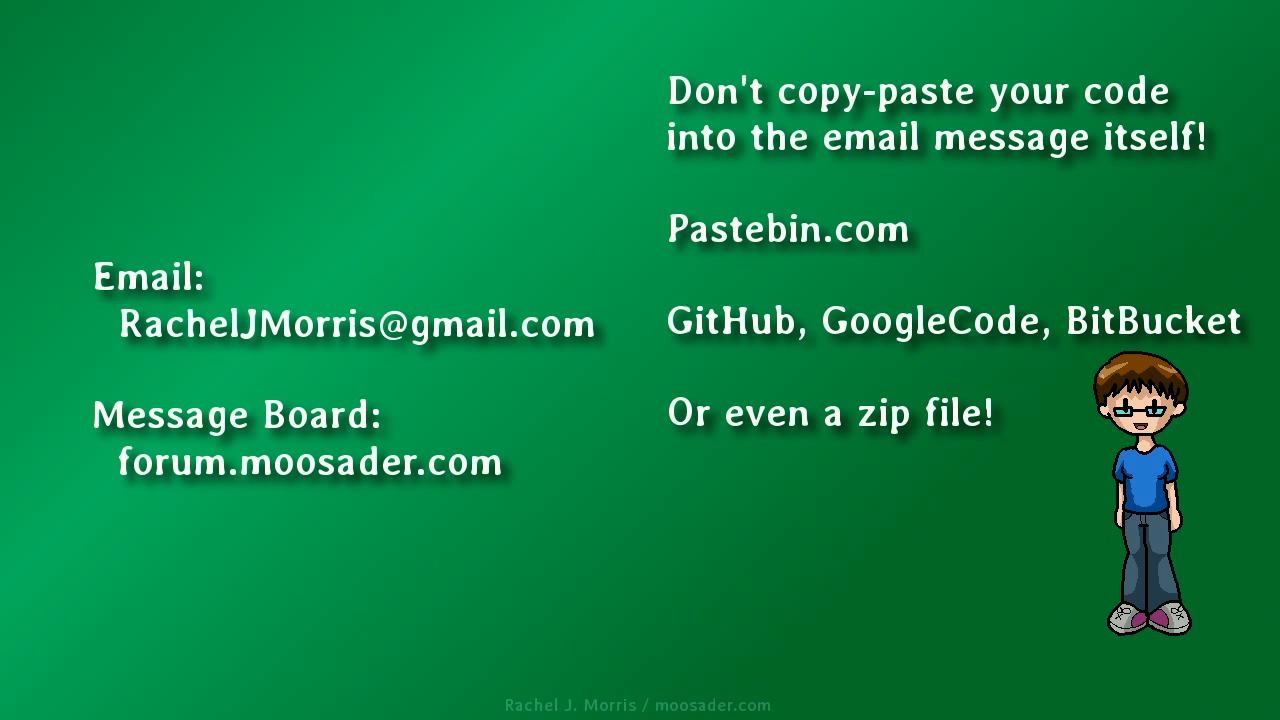 Email:
RachelJMorris@gmail.com
Message Board:
forum.moosader.com
Don't copy-paste your code
into the email message itself!
Pastebin.com
GitHub, GoogleCode, BitBucket
Or even a zip file!
Rachel J. Morris / moosader.com